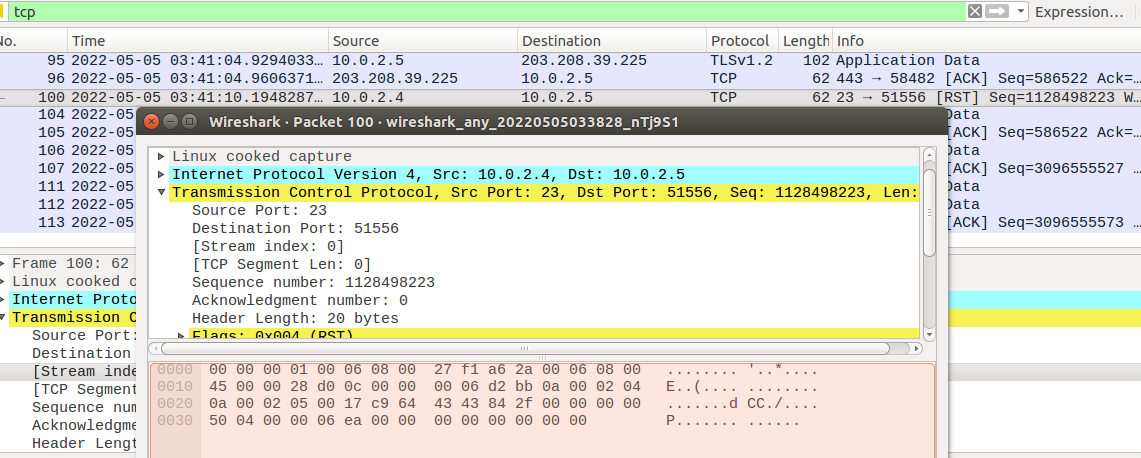 tcp Expression…
No. Time Source Destination Protocol Length Info
95 2022-05-05 03:41:04.9294033… 10.0.2.5 203.208.39.225 TLSv1.2 102 Application Data
96 2022-05-05 03:41:04.9606371… 203.208.39.225 10.0.2.5 TCP 62 443 → 58482 [ACK] Seq=586522 Ack=…
100 2022-05-05 03:41:10.1948287… 10.0.2.4 10.0.2.5 TCP 62 23 → 51556 [RST] Seq=1128498223 W…
104 2022-05 Data
105 2022-05 [ACK] Seq=586522 Ack=…
106 2022-05 Data
107 2022-05 [ACK] Seq=3096555527 …
111 2022-05 Data
112 2022-05 Data
113 2022-05 [ACK] Seq=3096555573 …
Wireshark · Packet 100 · wireshark_any_20220505033828_nTj9S1
Linux cooked capture
Internet Protocol Version 4, Src: 10.0.2.4, Dst: 10.0.2.5
Transmission Control Protocol, Src Port: 23, Dst Port: 51556, Seq: 1128498223, Len:
Source Port: 23
Destination Port: 51556
[Stream index: 0]
[TCP Segment Len: 0]
Sequence number: 1128498223
Acknowledgment number: 0
Header Length: 20 bytes
Flags: 0x004 (RST)
0000 00 00 00 01 00 06 08 00 27 f1 a6 2a 00 06 08 00 ........ '..*....
0010 45 00 00 28 d0 0c 00 00 00 06 d2 bb 0a 00 02 04 E..(.... ........
0020 0a 00 02 05 00 17 c9 64 43 43 84 2f 00 00 00 00 .......d CC./....
0030 50 04 00 00 06 ea 00 00 00 00 00 00 00 00 P....... ......
Frame 100: 62
Linux cooked c
Internet Proto
Transmission C
Source Port:
Destination
[Stream inde
[TCP Segment
Sequence num
Acknowledgme
Header Lengt